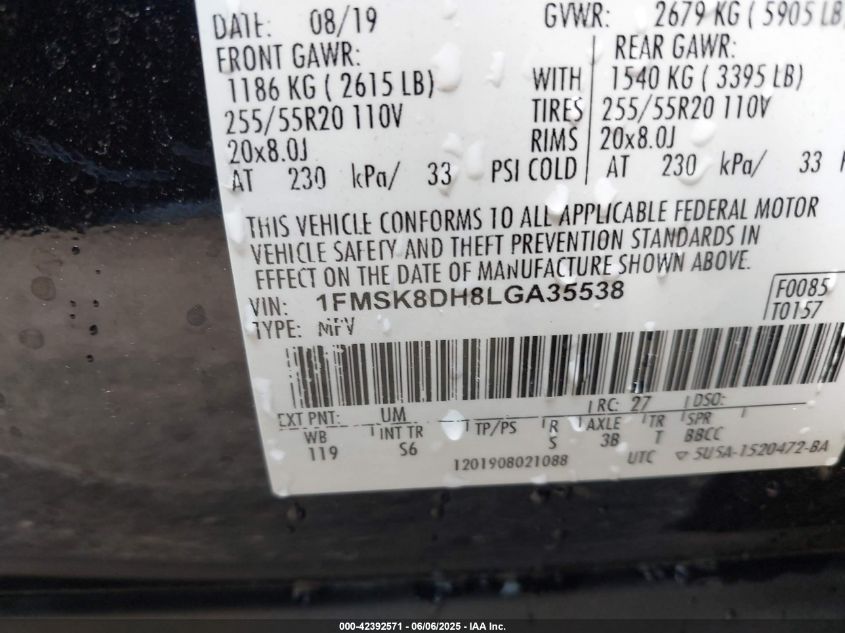 DATE: 08/19 GVWR: 2679 KG ( 5905 LB
FRONT GAWR: REAR GAWR:
1186 KG ( 2615 LB) WITH 1540 KG ( 3395 LB)
255/55R20 110V TIRES 255/55R20 110V
20x8.0J RIMS 20x8.0J
AT 230 kPa/ 33 PSI COLD AT 230 kPa/ 33
THIS VEHICLE CONFORMS TO ALL APPLICABLE FEDERAL MOTOR
VEHICLE SAFETY AND THEFT PREVENTION STANDARDS IN
EFFECT ON THE DATE OF MANUFACTURE SHOWN ABOVE.
VIN: 1FMSK8DH8LGA35538 F0085
TYPE: MPV T0157
EXT PNT: UM RC: 27 DSO:
WB INT TR TP/PS R AXLE TR SPR
119 S6 S 3B T BBCC
1201908021088 UTC ▽ 5U5A-1520472-BA
000-42392571 - 06/06/2025 - IAA Inc.